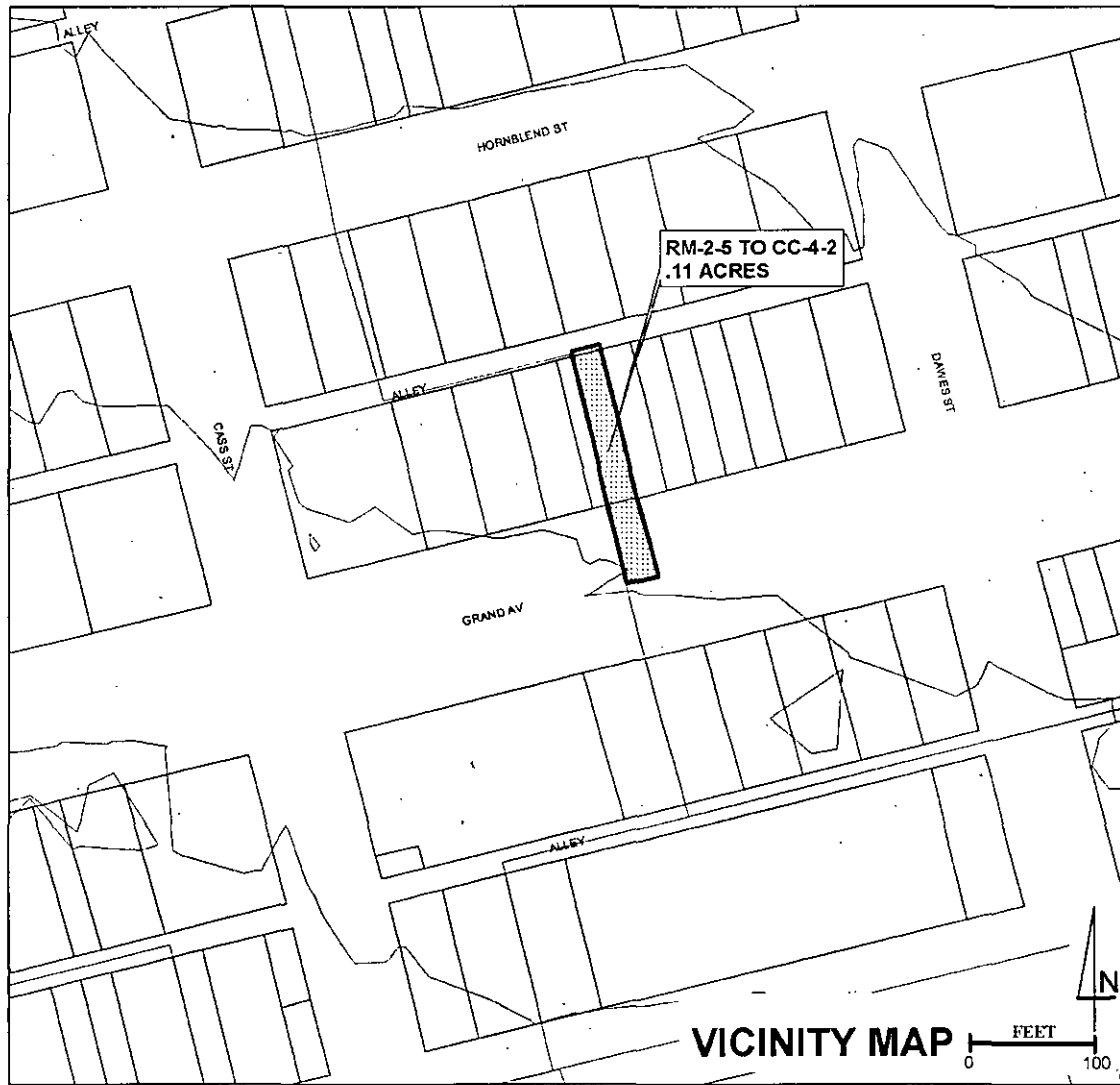 ALLEY
HORNBLEND ST
RM-2-5 TO CC-4-2
.11 ACRES
ALLEY
DAWES ST
CASS ST
GRAND AV
ALLEY
N
VICINITY MAP
FEET
0 100